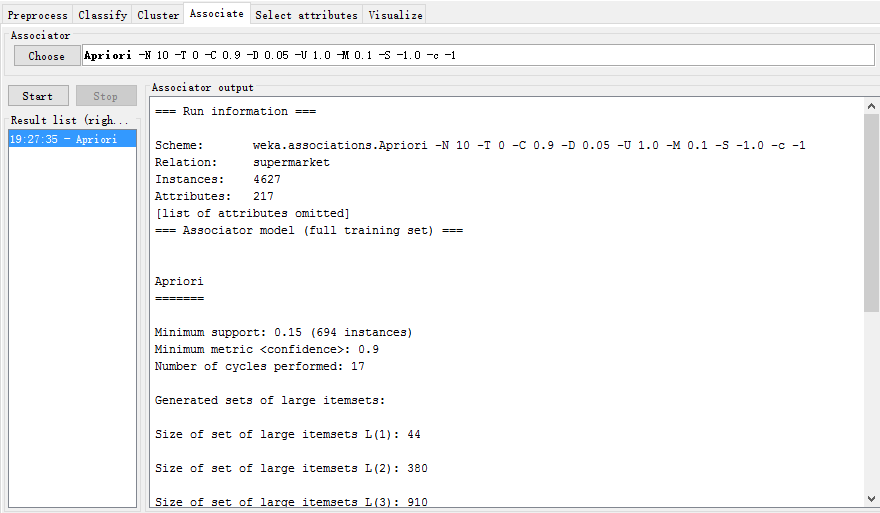 Preprocess Classify Cluster Associate Select attributes Visualize
Associator
Choose Apriori -N 10 -T 0 -C 0.9 -D 0.05 -U 1.0 -M 0.1 -S -1.0 -c -1
Start Stop
Result list (righ...
19:27:35 - Apriori
Associator output
=== Run information ===
Scheme: weka.associations.Apriori -N 10 -T 0 -C 0.9 -D 0.05 -U 1.0 -M 0.1 -S -1.0 -c -1
Relation: supermarket
Instances: 4627
Attributes: 217
[list of attributes omitted]
=== Associator model (full training set) ===
Apriori
=======
Minimum support: 0.15 (694 instances)
Minimum metric <confidence>: 0.9
Number of cycles performed: 17
Generated sets of large itemsets:
Size of set of large itemsets L(1): 44
Size of set of large itemsets L(2): 380
Size of set of large itemsets L(3): 910